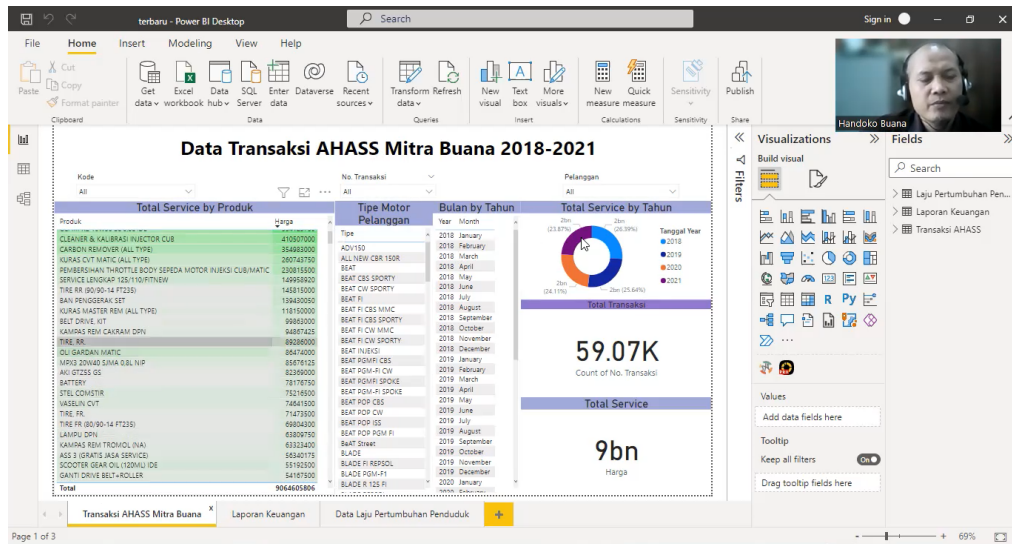 terbaru - Power BI Desktop
Search
Sign in
File Home Insert Modeling View Help
Paste
Cut
Copy
Format painter
Get data
Excel workbook
Data hub
SQL Server
Enter data
Dataverse
Recent sources
Transform data
Refresh
New visual
Text box
More visuals
New measure
Quick measure
Sensitivity
Publish
Clipboard
Data
Queries
Insert
Calculations
Sensitivity
Share
Handoko Buana
Data Transaksi AHASS Mitra Buana 2018-2021
Kode
All
No. Transaksi
All
Pelanggan
All
Total Service by Produk
Produk Harga
CLEANER & KALIBRASI INJECTOR CU8 410507000
CARBON REMOVER (ALL TYPE) 354983000
KURAS CVT MATIC (ALL TYPE) 260743750
PEMBERSIHAN THROTTLE BODY SEPEDA MOTOR INJEKSI CUB/MATIC 230815500
SERVICE LENGKAP 125/110/FITNEW 149958920
TIRE RR (90/90-14 FT235) 145815000
BAN PENGGERAK SET 139430050
KURAS MASTER REM (ALL TYPE) 118150000
BELT DRIVE, KIT 99863000
KAMPAS REM CAKRAM DPN 94867425
TIRE, RR. 89286000
OLI GARDAN MATIC 86474000
MPX2 20W40 SJMA 0,8L NIP 85676125
AKI GTZ5S GS 82369000
BATTERY 78176750
STEL COMSTIR 75216500
VASELIN CVT 74641500
TIRE, FR. 71473500
TIRE FR (80/90-14 FT235) 69804300
LAMPU DPN 63809750
KAMPAS REM TROMOL (NA) 63323400
ASS 3 (GRATIS JASA SERVICE) 56340175
SCOOTER GEAR OIL (120ML) IDE 55192500
GANTI DRIVE BELT+ROLLER 54167500
Total 9064605806
Tipe Motor Pelanggan
Tipe
ADV150
ALL NEW CBR 150R
BEAT
BEAT CBS SPORTY
BEAT CW SPORTY
BEAT FI
BEAT FI CBS MMC
BEAT FI CBS SPORTY
BEAT FI CW MMC
BEAT FI CW SPORTY
BEAT INJEKSI
BEAT PGMFI CBS
BEAT PGM-FI CW
BEAT PGMFI SPOKE
BEAT PGM-FI SPOKE
BEAT POP CBS
BEAT POP CW
BEAT POP ISS
BEAT POP PGM FI
BeAT Street
BLADE
BLADE FI REPSOL
BLADE PGM-F1
BLADE R 125 FI
Bulan by Tahun
Year Month
2018 January
2018 February
2018 March
2018 April
2018 May
2018 June
2018 July
2018 August
2018 September
2018 October
2018 November
2018 December
2019 January
2019 February
2019 March
2019 April
2019 May
2019 June
2019 July
2019 August
2019 September
2019 October
2019 November
2019 December
2020 January
2020 February
Total Service by Tahun
2bn (23.87%)
2bn (26.39%)
2bn (24.11%)
2bn (25.64%)
Tanggal Year
2018
2019
2020
2021
Total Transaksi
59.07K
Count of No. Transaksi
Total Service
9bn
Harga
Filters
Visualizations
Build visual
R Py
Values
Add data fields here
Tooltip
Keep all filters On
Drag tooltip fields here
Fields
Search
Laju Pertumbuhan Pen...
Laporan Keuangan
Transaksi AHASS
Transaksi AHASS Mitra Buana
Laporan Keuangan
Data Laju Pertumbuhan Penduduk
Page 1 of 3
69%